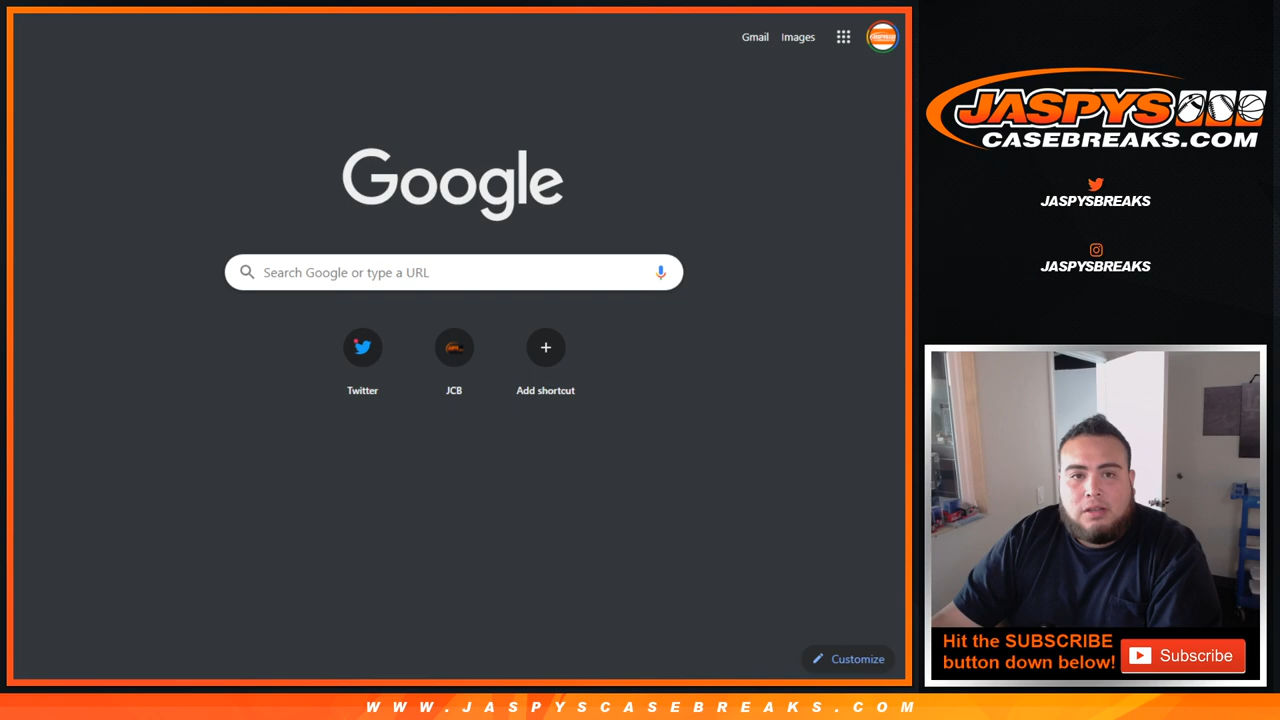 Gmail
Images
Google
Search Google or type a URL
Twitter
JCB
Add shortcut
Customize
JASPYS
CASEBREAKS.COM
JASPYSBREAKS
JASPYSBREAKS
Hit the SUBSCRIBE
button down below!
Subscribe
WWW.JASPYSCASEBREAKS.COM